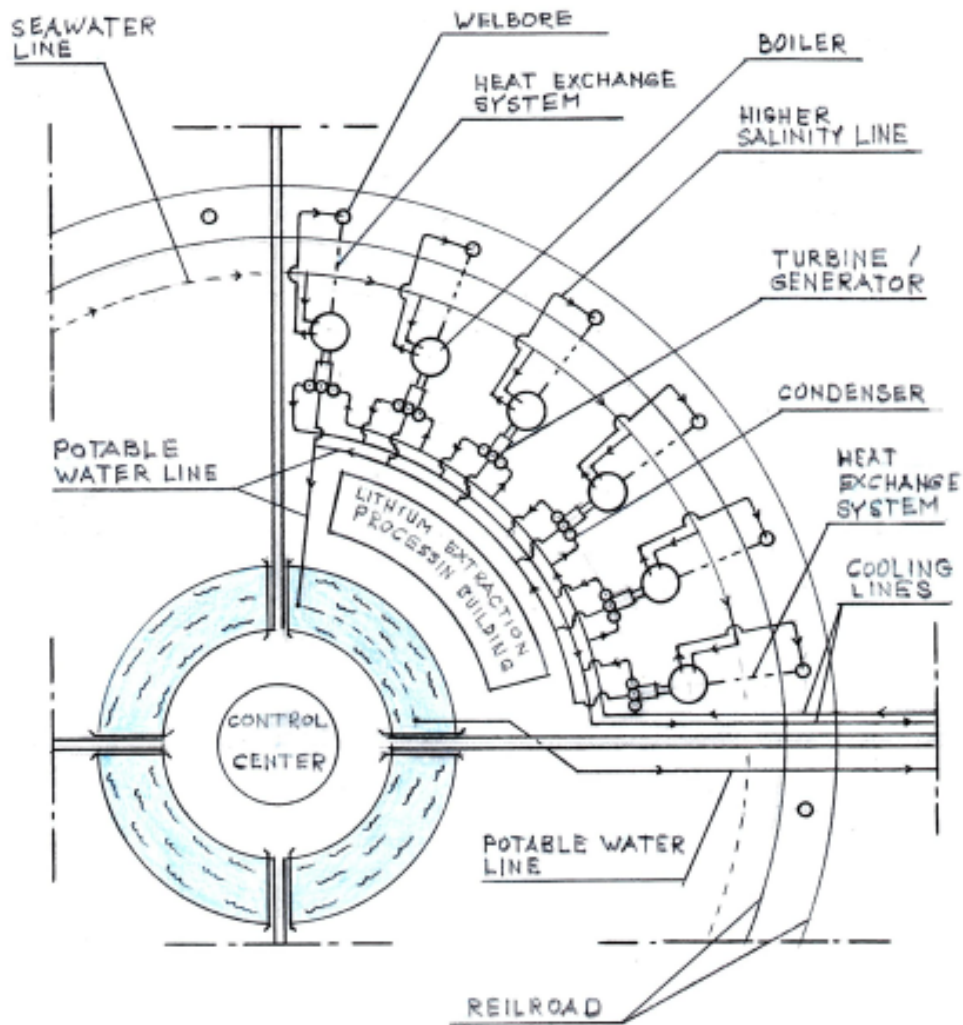 SEAWATER
LINE
WELBORE
HEAT EXCHANGE
SYSTEM
BOILER
HIGHER
SALINITY LINE
TURBINE /
GENERATOR
CONDENSER
POTABLE
WATER LINE
HEAT
EXCHANGE
SYSTEM
LITHIUM EXTRACTION
PROCESSIN BUILDING
COOLING
LINES
CONTROL
CENTER
POTABLE WATER
LINE
REILROAD